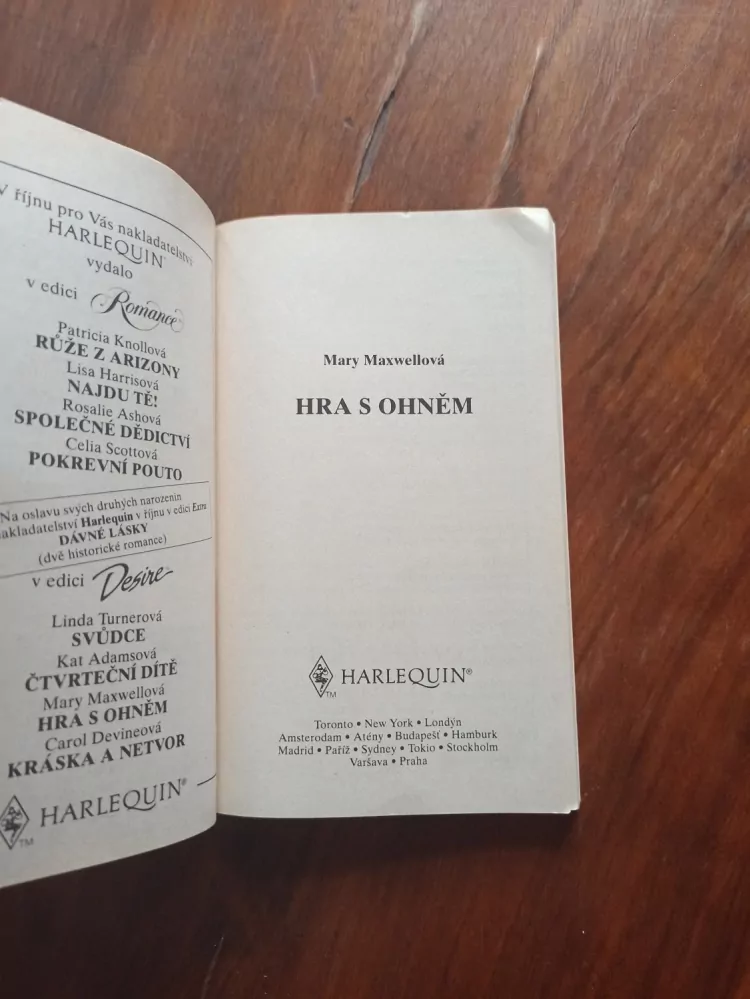 V říjnu pro Vás nakladatelství
HARLEQUIN®
vydalo
v edici Romance
Patricia Knollová
RŮŽE Z ARIZONY
Lisa Harrisová
NAJDU TĚ!
Rosalie Ashová
SPOLEČNÉ DĚDICTVÍ
Celia Scottová
POKREVNÍ POUTO
Na oslavu svých druhých narozenin
nakladatelství Harlequin v říjnu v edici Extra
DÁVNÉ LÁSKY
(dvě historické romance)
v edici Desire
Linda Turnerová
SVŮDCE
Kat Adamsová
ČTVRTEČNÍ DÍTĚ
Mary Maxwellová
HRA S OHNĚM
Carol Devineová
KRÁSKA A NETVOR
HARLEQUIN®
TM
Mary Maxwellová
HRA S OHNĚM
HARLEQUIN®
TM
Toronto • New York • Londýn
Amsterdam • Atény • Budapešť • Hamburk
Madrid • Paříž • Sydney • Tokio • Stockholm
Varšava • Praha